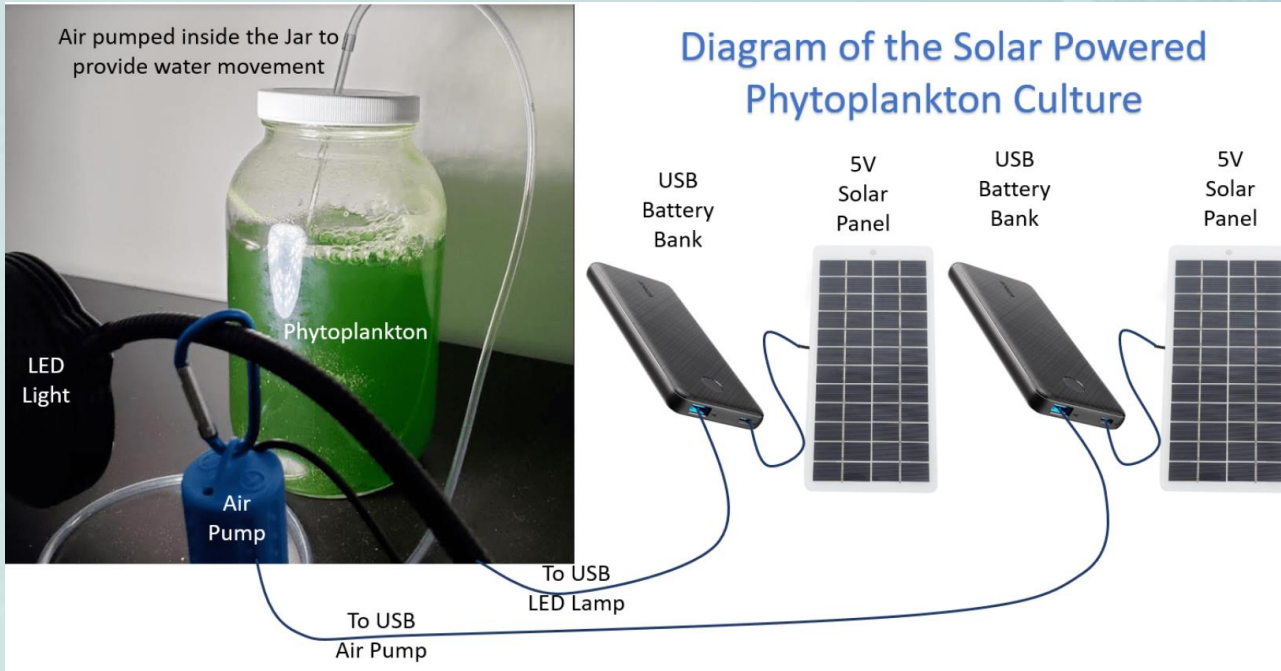 Air pumped inside the Jar to
provide water movement
Diagram of the Solar Powered
Phytoplankton Culture
USB
Battery
Bank
5V
Solar
Panel
USB
Battery
Bank
5V
Solar
Panel
Phytoplankton
LED
Light
Air
Pump
To USB
LED Lamp
To USB
Air Pump